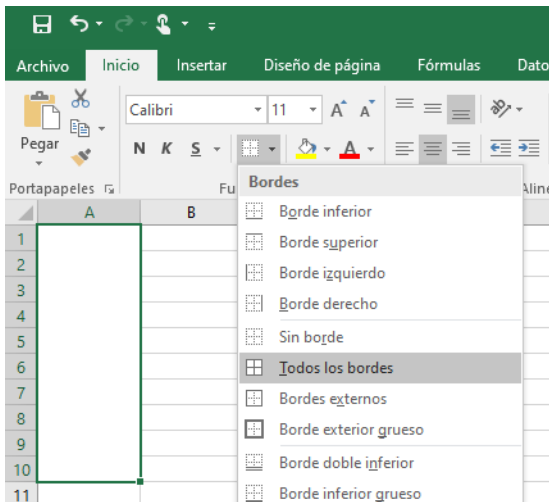 Archivo Inicio Insertar Diseño de página Fórmulas Dato
Calibri 11 A A
Pegar N K S A
Portapapeles Fu Aline
Bordes
Borde inferior
Borde superior
Borde izquierdo
Borde derecho
Sin borde
Todos los bordes
Bordes externos
Borde exterior grueso
Borde doble inferior
Borde inferior grueso
A B
1
2
3
4
5
6
7
8
9
10
11